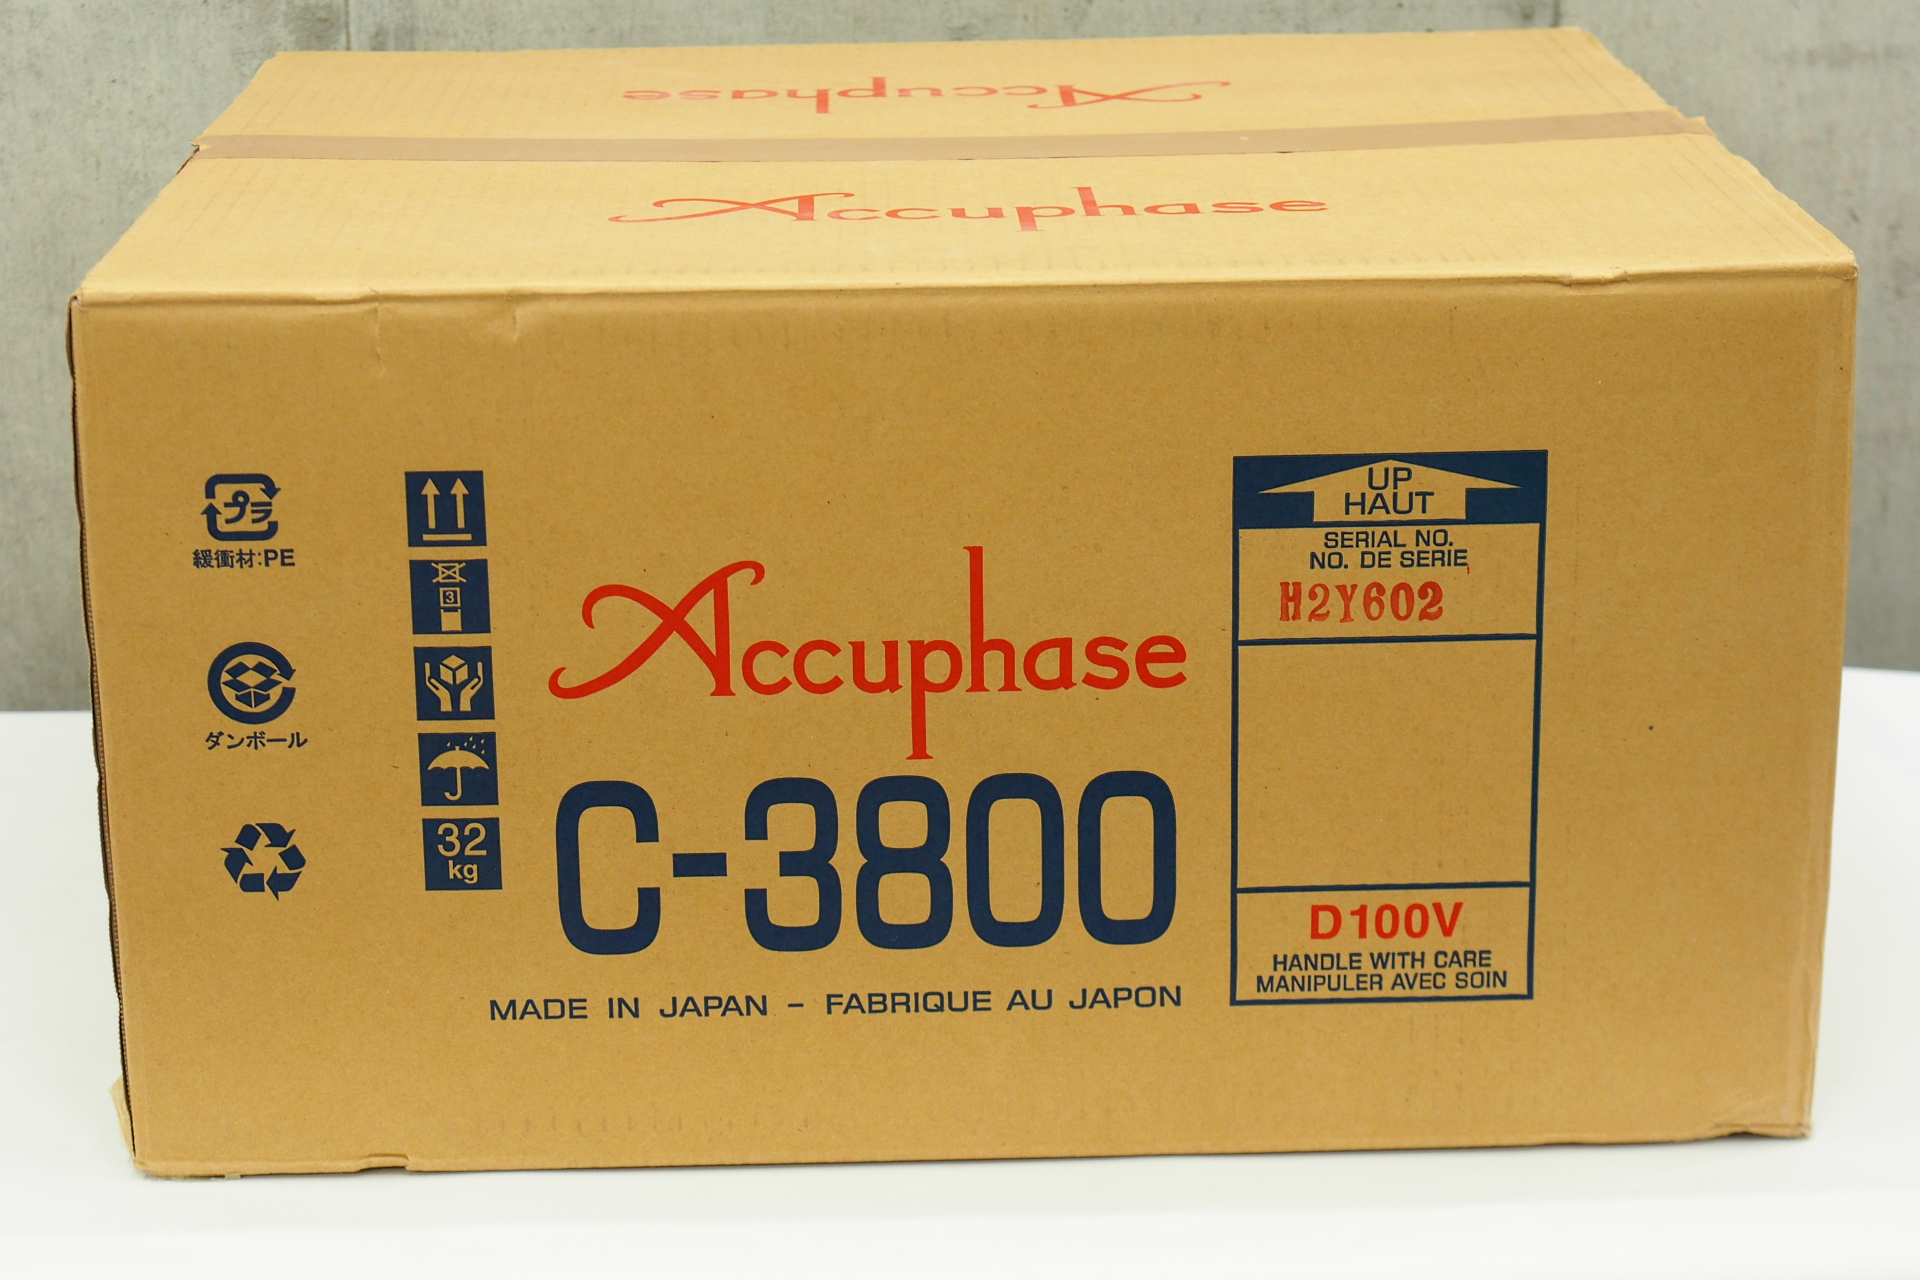 Accuphase
Accuphase
プラ
緩衝材:PE
ダンボール
3
32
kg
Accuphase
C-3800
MADE IN JAPAN – FABRIQUE AU JAPON
UP
HAUT
SERIAL NO.
NO. DE SERIE
H2Y602
D100V
HANDLE WITH CARE
MANIPULER AVEC SOIN